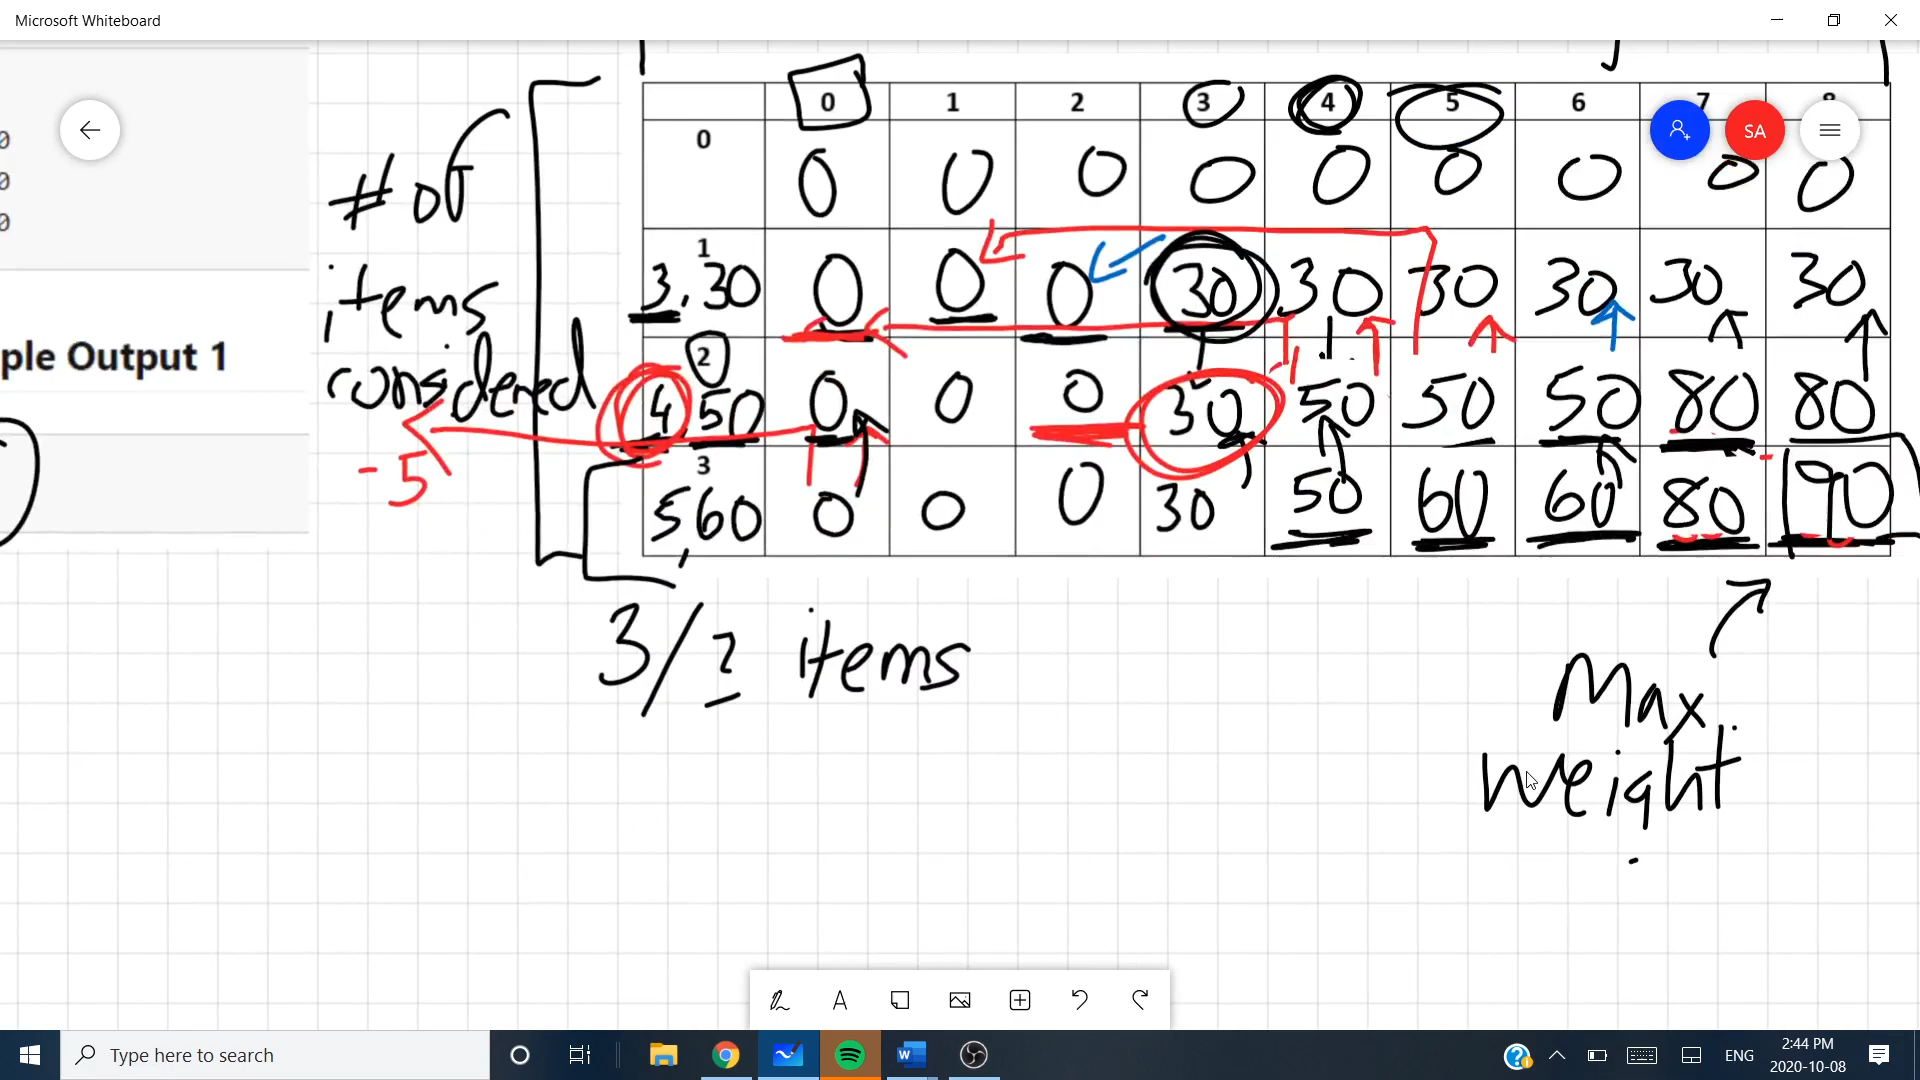 Microsoft Whiteboard
0
0
0
ple Output 1
# of
items
considered
-5
0 1 2 3 4 5 6 7 8
0
0 0 0 0 0 0 0 0 0
1
3,30 0 0 0 30 30 30 30 30 30
2
4,50 0 0 0 30 50 50 50 80 80
3
5,60 0 0 0 30 50 60 60 80 90
SA
3/? items
Max
weight
A
Type here to search
ENG
2:44 PM
2020-10-08